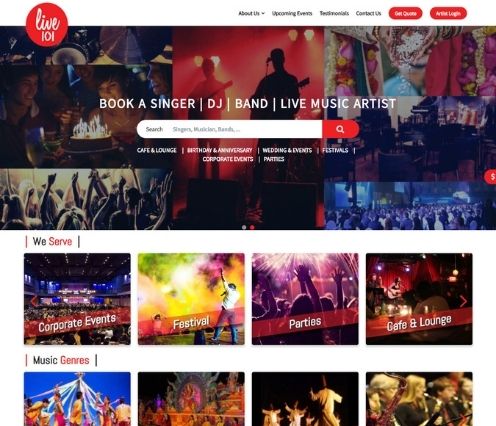 live
101
About Us
Upcoming Events
Testimonials
Contact Us
Get Quote
Artist Login
BOOK A SINGER | DJ | BAND | LIVE MUSIC ARTIST
Search
Singers, Musician, Bands, ...
CAFE & LOUNGE | BIRTHDAY & ANNIVERSARY | WEDDING & EVENTS | FESTIVALS |
CORPORATE EVENTS | PARTIES
$
| We Serve |
Corporate Events
Festival
Parties
Cafe & Lounge
| Music Genres |